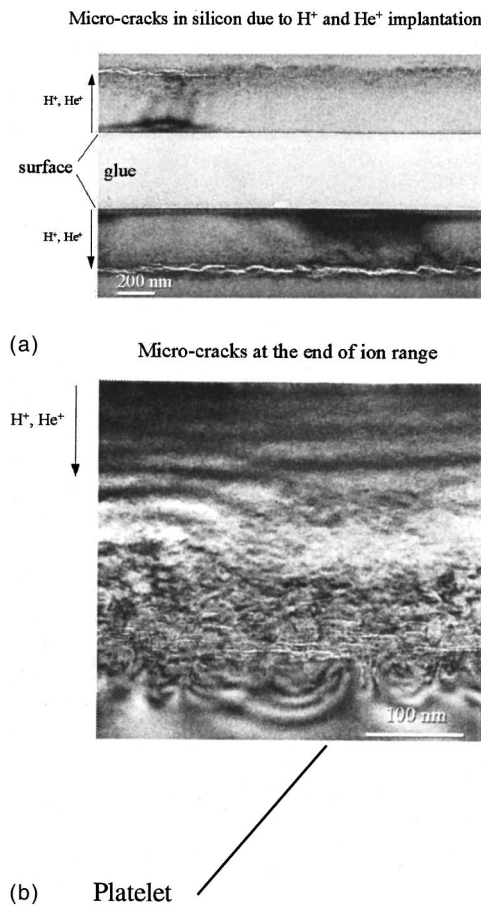 Micro-cracks in silicon due to H⁺ and He⁺ implantation
H⁺, He⁺
surface
glue
H⁺, He⁺
200 nm
(a)
Micro-cracks at the end of ion range
H⁺, He⁺
100 nm
(b)
Platelet